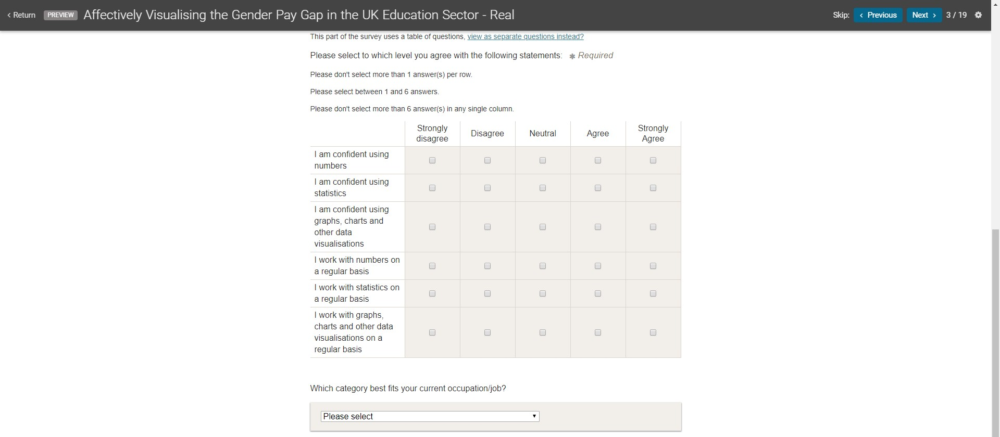 Return PREVIEW Affectively Visualising the Gender Pay Gap in the UK Education Sector - Real Skip: Previous Next 3 / 19
This part of the survey uses a table of questions, view as separate questions instead?
Please select to which level you agree with the following statements: * Required
Please don't select more than 1 answer(s) per row.
Please select between 1 and 6 answers.
Please don't select more than 6 answer(s) in any single column.
Strongly
disagree
Disagree
Neutral
Agree
Strongly
Agree
I am confident using
numbers
I am confident using
statistics
I am confident using
graphs, charts and
other data
visualisations
I work with numbers on
a regular basis
I work with statistics on
a regular basis
I work with graphs,
charts and other data
visualisations on a
regular basis
Which category best fits your current occupation/job?
Please select